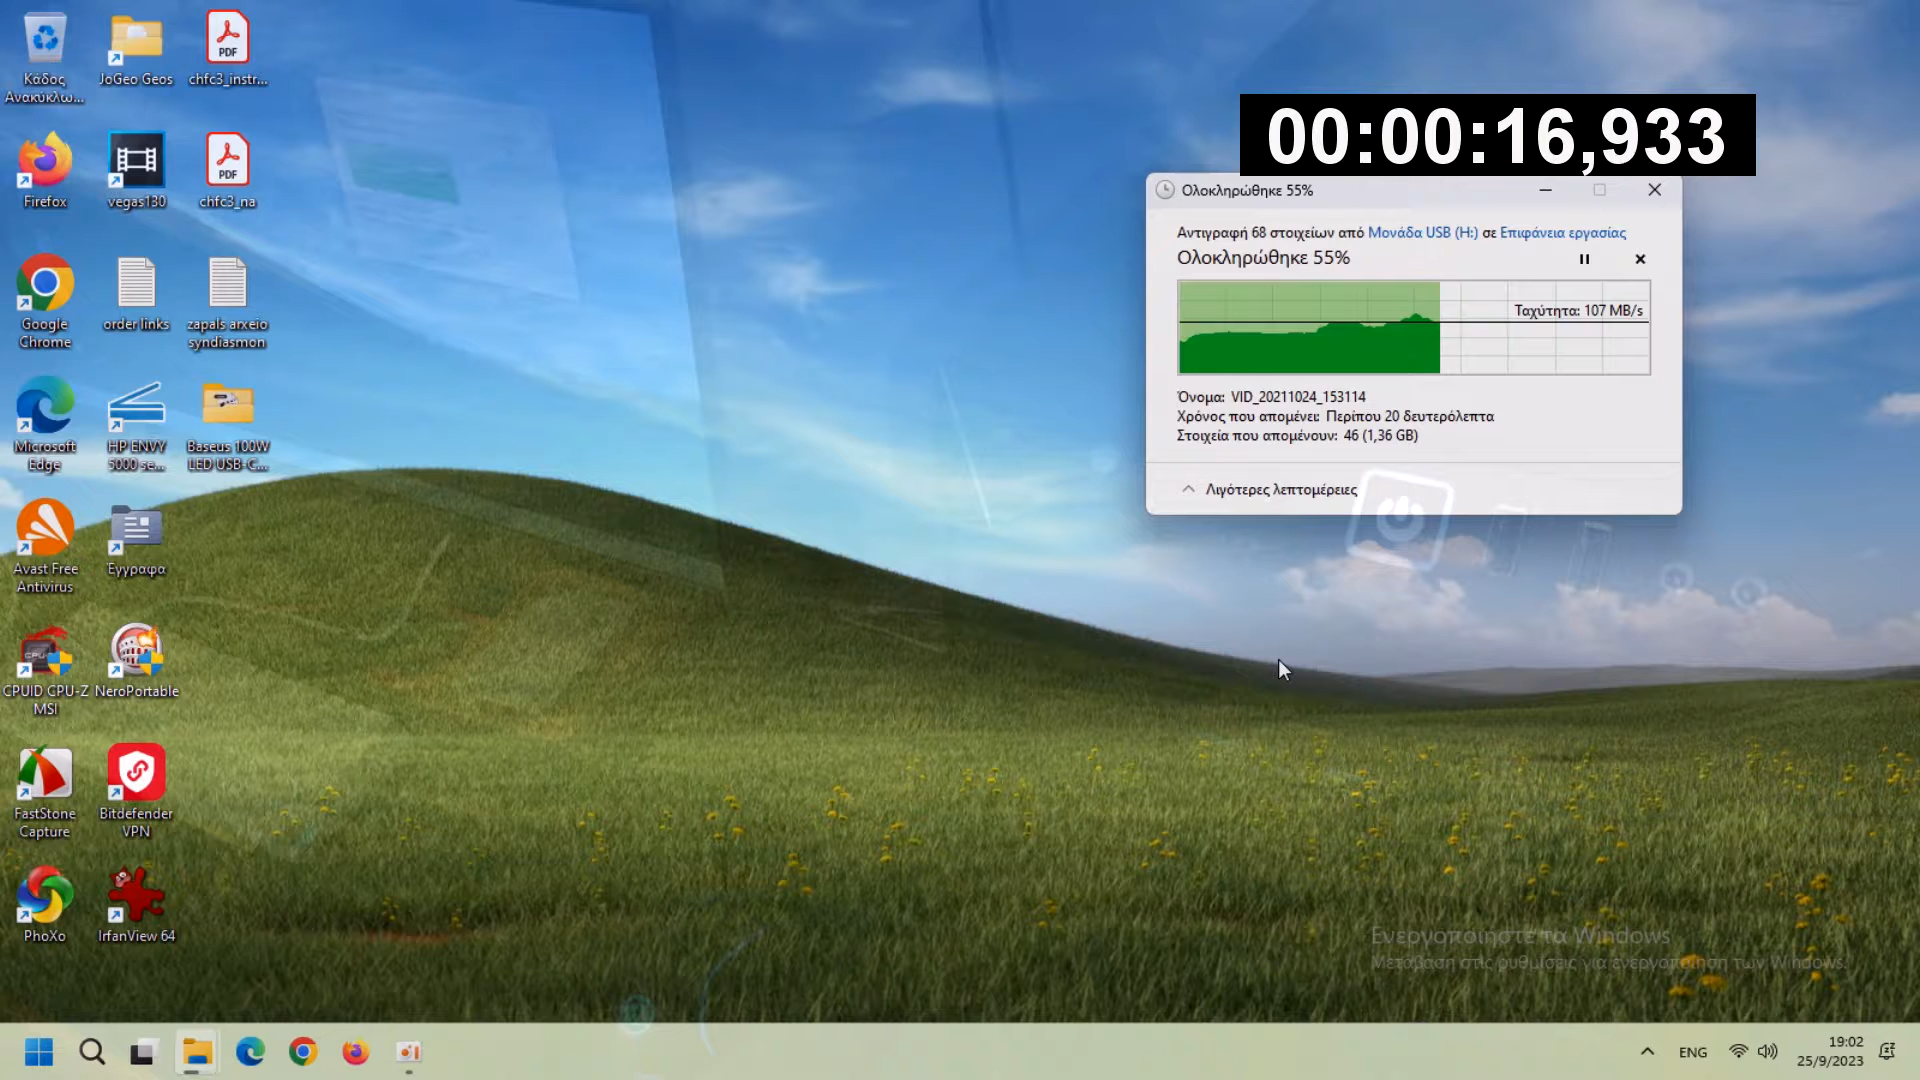 Κάδος
Ανακύκλω...
JoGeo Geos
PDF
chfc3_instr...
Firefox
vegas130
PDF
chfc3_na
Google
Chrome
order links
zapals arxeio
syndiasmon
Microsoft
Edge
HP ENVY
5000 se...
Baseus 100W
LED USB-C...
Avast Free
Antivirus
Έγγραφα
CPUID CPU-Z
MSI
NeroPortable
FastStone
Capture
Bitdefender
VPN
PhoXo
IrfanView 64
00:00:16,933
Ολοκληρώθηκε 55%
Αντιγραφή 68 στοιχείων από Μονάδα USB (H:) σε Επιφάνεια εργασίας
Ολοκληρώθηκε 55%
Ταχύτητα: 107 MB/s
Όνομα: VID_20211024_153114
Χρόνος που απομένει: Περίπου 20 δευτερόλεπτα
Στοιχεία που απομένουν: 46 (1,36 GB)
Λιγότερες λεπτομέρειες
Ενεργοποιήστε τα Windows
Μετάβαση στις ρυθμίσεις για ενεργοποίηση των Windows.
ENG
19:02
25/9/2023